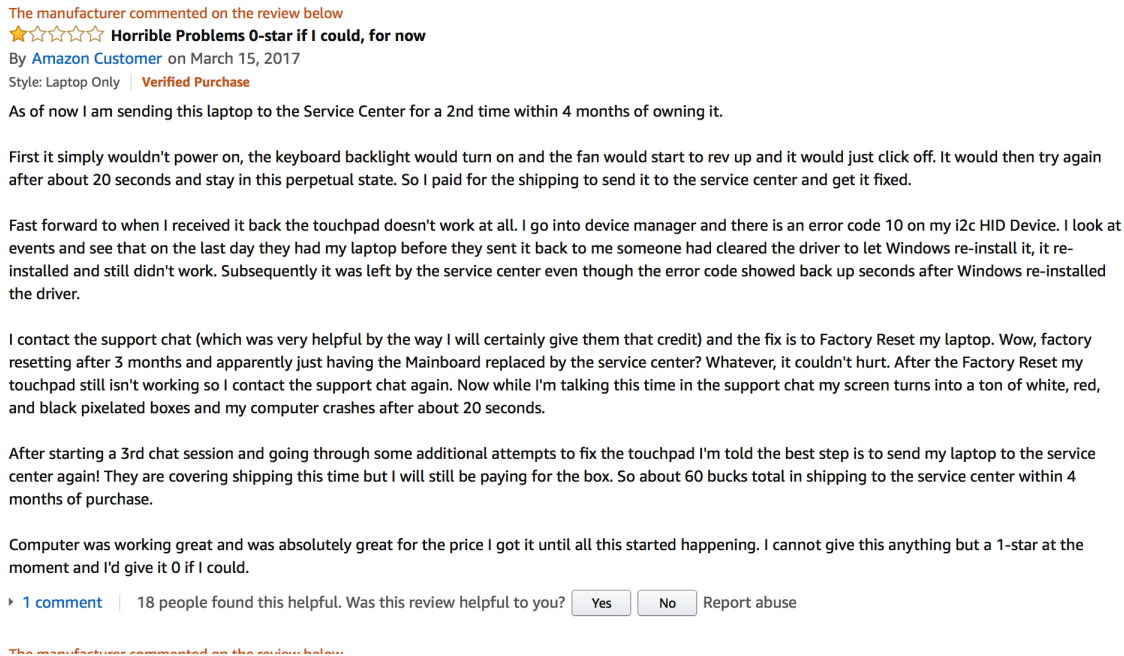 The manufacturer commented on the review below
Horrible Problems 0-star if I could, for now
By Amazon Customer on March 15, 2017
Style: Laptop Only Verified Purchase
As of now I am sending this laptop to the Service Center for a 2nd time within 4 months of owning it.
First it simply wouldn't power on, the keyboard backlight would turn on and the fan would start to rev up and it would just click off. It would then try again
after about 20 seconds and stay in this perpetual state. So I paid for the shipping to send it to the service center and get it fixed.
Fast forward to when I received it back the touchpad doesn't work at all. I go into device manager and there is an error code 10 on my i2c HID Device. I look at
events and see that on the last day they had my laptop before they sent it back to me someone had cleared the driver to let Windows re-install it, it re-
installed and still didn't work. Subsequently it was left by the service center even though the error code showed back up seconds after Windows re-installed
the driver.
I contact the support chat (which was very helpful by the way I will certainly give them that credit) and the fix is to Factory Reset my laptop. Wow, factory
resetting after 3 months and apparently just having the Mainboard replaced by the service center? Whatever, it couldn't hurt. After the Factory Reset my
touchpad still isn't working so I contact the support chat again. Now while I'm talking this time in the support chat my screen turns into a ton of white, red,
and black pixelated boxes and my computer crashes after about 20 seconds.
After starting a 3rd chat session and going through some additional attempts to fix the touchpad I'm told the best step is to send my laptop to the service
center again! They are covering shipping this time but I will still be paying for the box. So about 60 bucks total in shipping to the service center within 4
months of purchase.
Computer was working great and was absolutely great for the price I got it until all this started happening. I cannot give this anything but a 1-star at the
moment and I'd give it 0 if I could.
1 comment 18 people found this helpful. Was this review helpful to you? Yes No Report abuse
The manufacturer commented on the review below